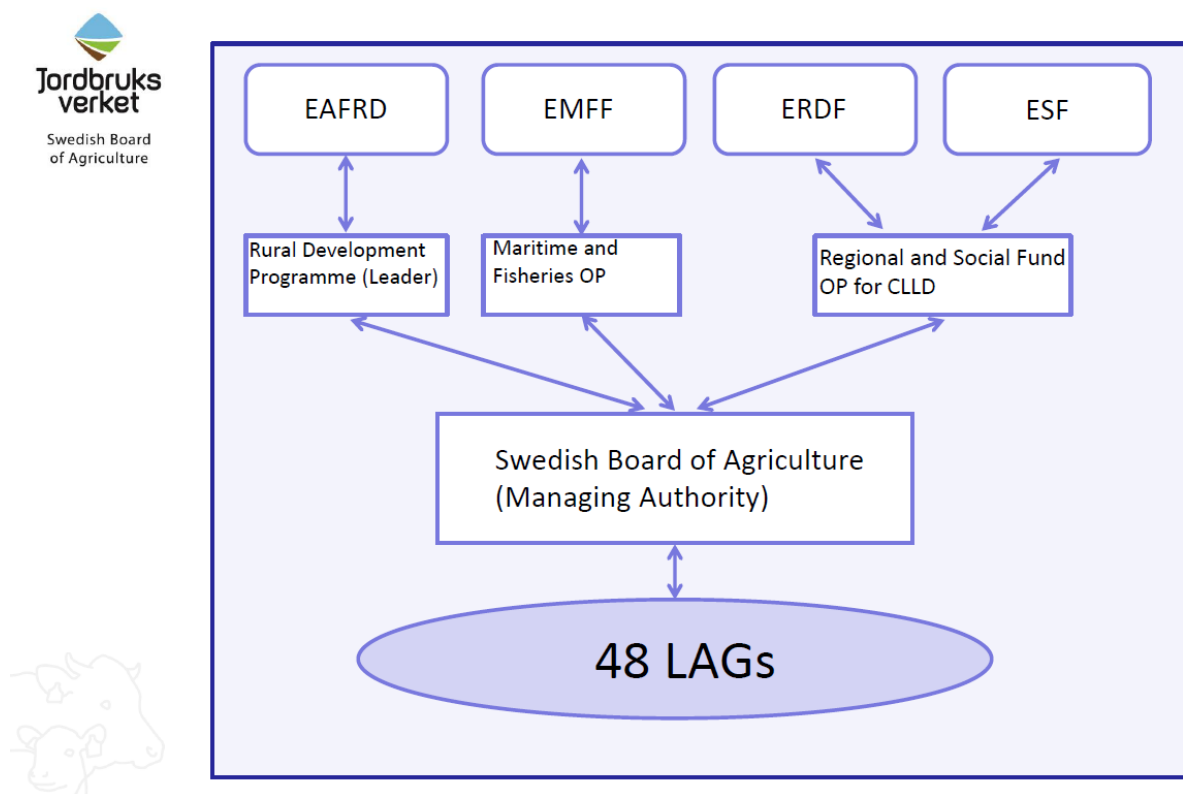 Jordbruks
verket
Swedish Board
of Agriculture
EAFRD
EMFF
ERDF
ESF
Rural Development
Programme (Leader)
Maritime and
Fisheries OP
Regional and Social Fund
OP for CLLD
Swedish Board of Agriculture
(Managing Authority)
48 LAGs